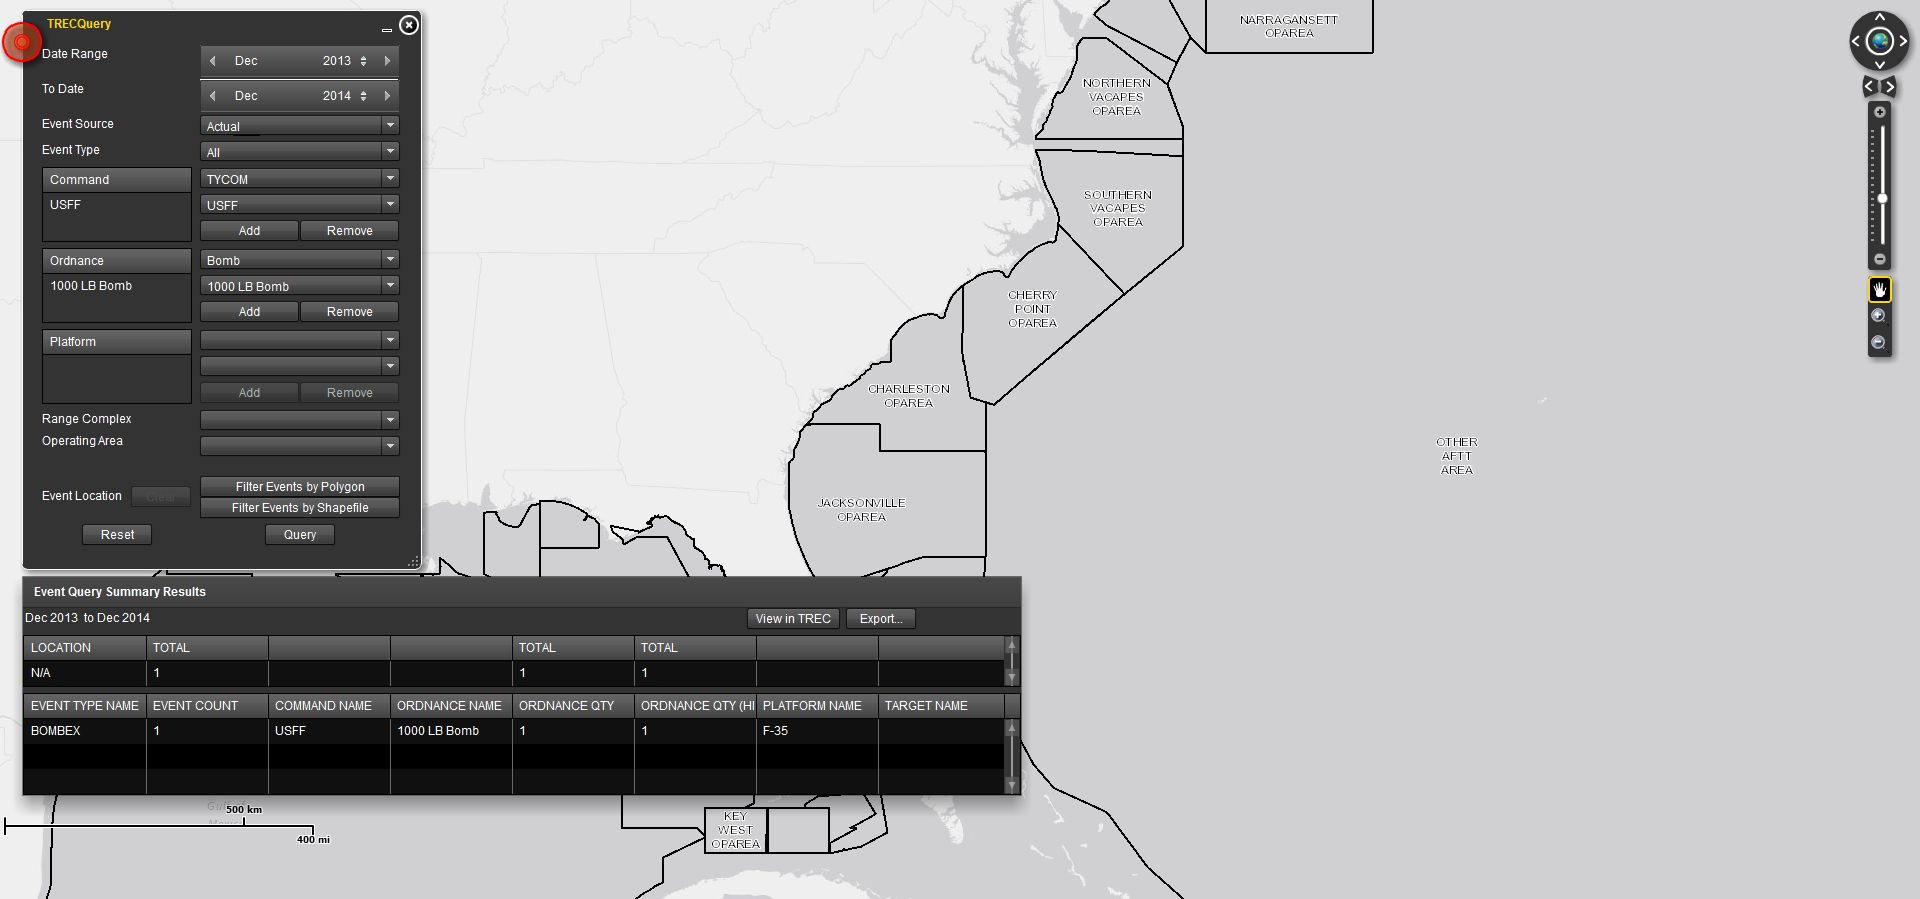 TRECQuery
Date Range
Dec 2013
To Date
Dec 2014
Event Source
Actual
Event Type
All
Command
TYCOM
USFF
USFF
Add Remove
Ordnance
Bomb
1000 LB Bomb
1000 LB Bomb
Add Remove
Platform
Add Remove
Range Complex
Operating Area
Event Location
Clear
Filter Events by Polygon
Filter Events by Shapefile
Reset Query
Event Query Summary Results
Dec 2013 to Dec 2014
View in TREC Export...
LOCATION TOTAL TOTAL TOTAL
N/A 1 1 1
EVENT TYPE NAME EVENT COUNT COMMAND NAME ORDNANCE NAME ORDNANCE QTY ORDNANCE QTY (HI PLATFORM NAME TARGET NAME
BOMBEX 1 USFF 1000 LB Bomb 1 1 F-35
NARRAGANSETT
OPAREA
NORTHERN
VACAPES
OPAREA
SOUTHERN
VACAPES
OPAREA
CHERRY
POINT
OPAREA
CHARLESTON
OPAREA
JACKSONVILLE
OPAREA
OTHER
AFTT
AREA
KEY
WEST
OPAREA
500 km
400 mi